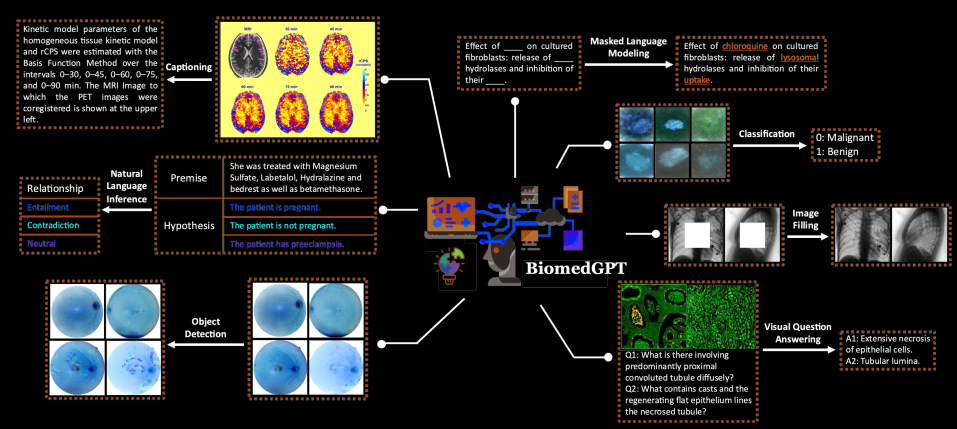 Kinetic model parameters of the
homogeneous tissue kinetic model
and rCPS were estimated with the
Basis Function Method over the
intervals 0–30, 0–45, 0–60, 0–75,
and 0–90 min. The MRI Image to
which the PET images were
coregistered is shown at the upper
left.
Captioning
MRI
30 min
45 min
rCPS
60 min
75 min
90 min
Effect of ____ on cultured
fibroblasts: release of ____
hydrolases and inhibition of
their ____.
Masked Language
Modeling
Effect of chloroquine on cultured
fibroblasts: release of lysosomal
hydrolases and inhibition of their
uptake.
Classification
0: Malignant
1: Benign
Relationship
Entailment
Contradiction
Neutral
Natural
Language
Inference
Premise
She was treated with Magnesium
Sulfate, Labetalol, Hydralazine and
bedrest as well as betamethasone.
Hypothesis
The patient is pregnant.
The patient is not pregnant.
The patient has preeclampsia.
BiomedGPT
Image
Filling
Object
Detection
Q1: What is there involving
predominantly proximal
convoluted tubule diffusely?
Q2: What contains casts and the
regenerating flat epithelium lines
the necrosed tubule?
Visual Question
Answering
A1: Extensive necrosis
of epithelial cells.
A2: Tubular lumina.